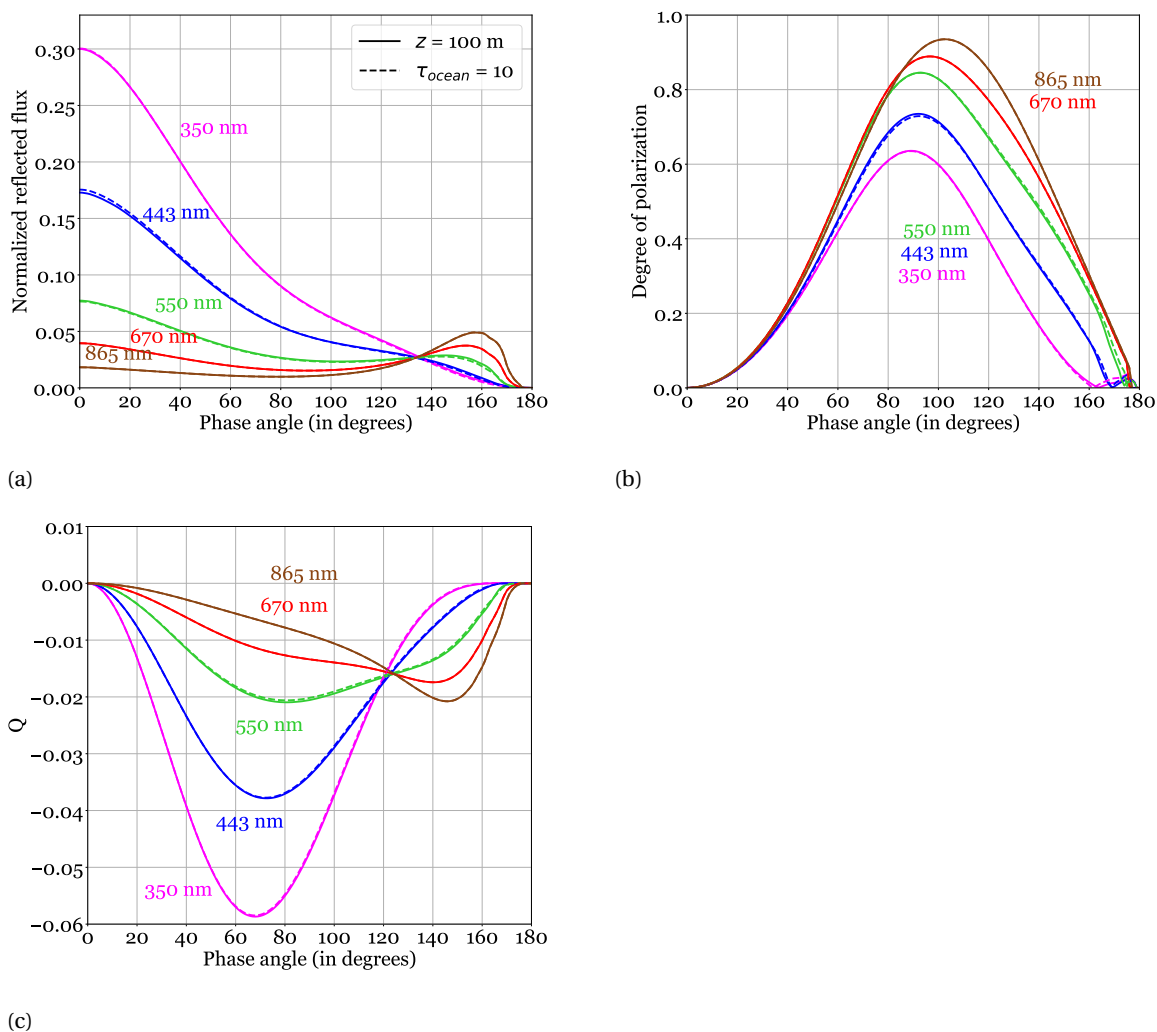 0.30
0.25
0.20
0.15
0.10
0.05
0.00
Normalized reflected flux
z = 100 m
τocean = 10
350 nm
443 nm
550 nm
670 nm
865 nm
0 20 40 60 80 100 120 140 160 180
Phase angle (in degrees)
(a)
1.0
0.8
0.6
0.4
0.2
0.0
Degree of polarization
865 nm
670 nm
550 nm
443 nm
350 nm
0 20 40 60 80 100 120 140 160 180
Phase angle (in degrees)
(b)
0.01
0.00
−0.01
−0.02
−0.03
−0.04
−0.05
−0.06
Q
865 nm
670 nm
550 nm
443 nm
350 nm
0 20 40 60 80 100 120 140 160 180
Phase angle (in degrees)
(c)